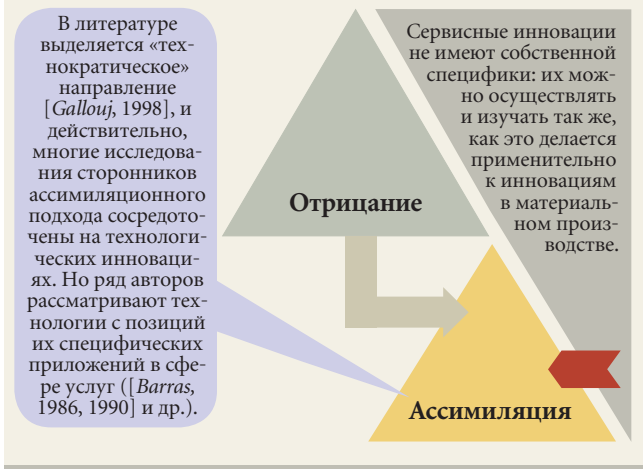 В литературе
выделяется «тех-
нократическое»
направление
[Gallouj, 1998], и
действительно,
многие исследова-
ния сторонников
ассимиляционного
подхода сосредото-
чены на технологи-
ческих инноваци-
ях. Но ряд авторов
рассматривают тех-
нологии с позиций
их специфических
приложений в сфе-
ре услуг ([Barras,
1986, 1990] и др.).
Отрицание
Сервисные инновации
не имеют собственной
специфики: их мож-
но осуществлять
и изучать так же,
как это делается
применительно
к инновациям
в материаль-
ном произ-
водстве.
Ассимиляция